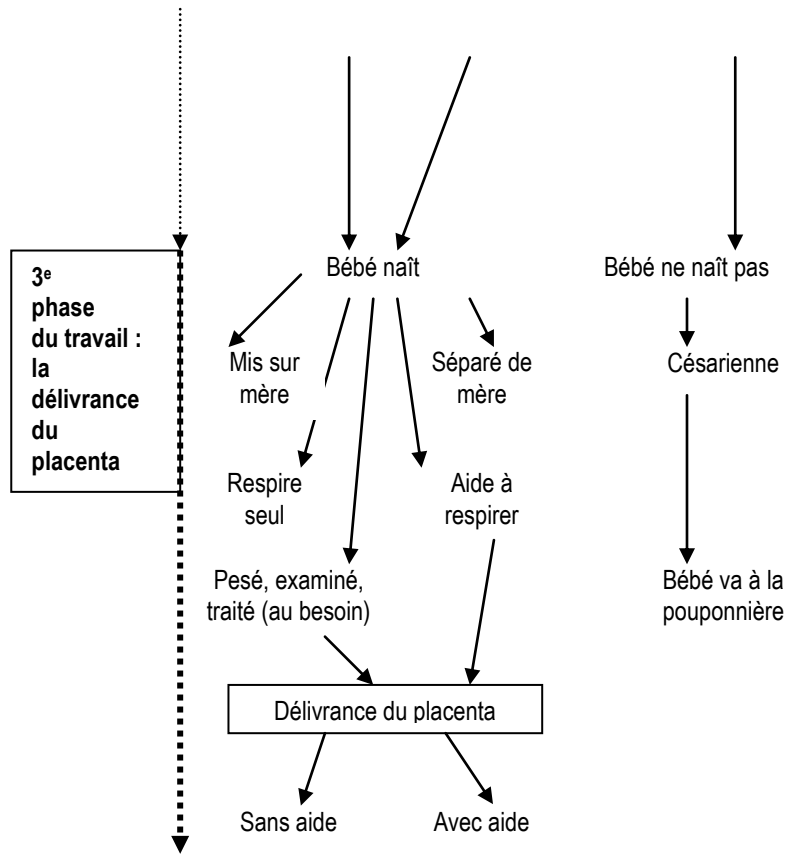 3e
phase
du travail :
la
délivrance
du
placenta
Bébé naît
Bébé ne naît pas
Mis sur
mère
Séparé de
mère
Césarienne
Respire
seul
Aide à
respirer
Pesé, examiné,
traité (au besoin)
Bébé va à la
pouponnière
Délivrance du placenta
Sans aide
Avec aide